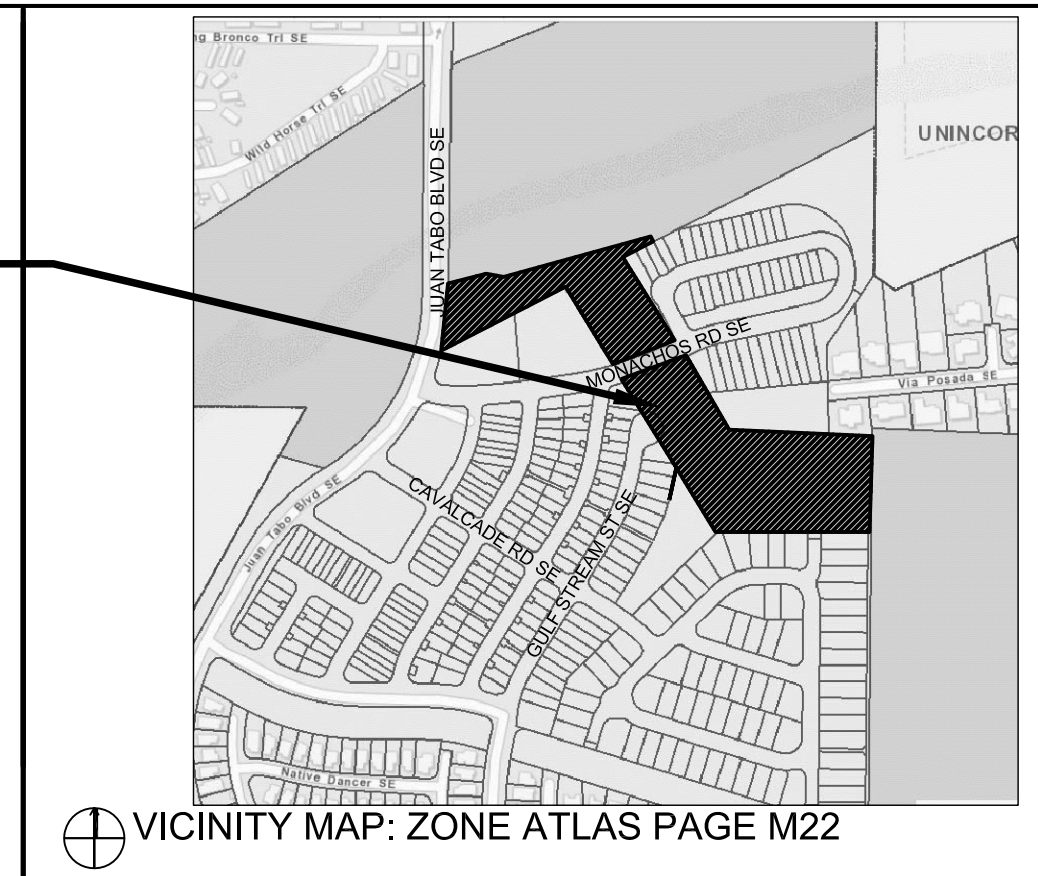 ng Bronco Trl SE
Wild Horse Trl SE
JUAN TABO BLVD SE
UNINCOR
MONACHOS RD SE
Via Posada SE
CAVALCADE RD SE
GULF STREAM ST SE
Juan Tabo Blvd SE
Native Dancer SE
VICINITY MAP: ZONE ATLAS PAGE M22